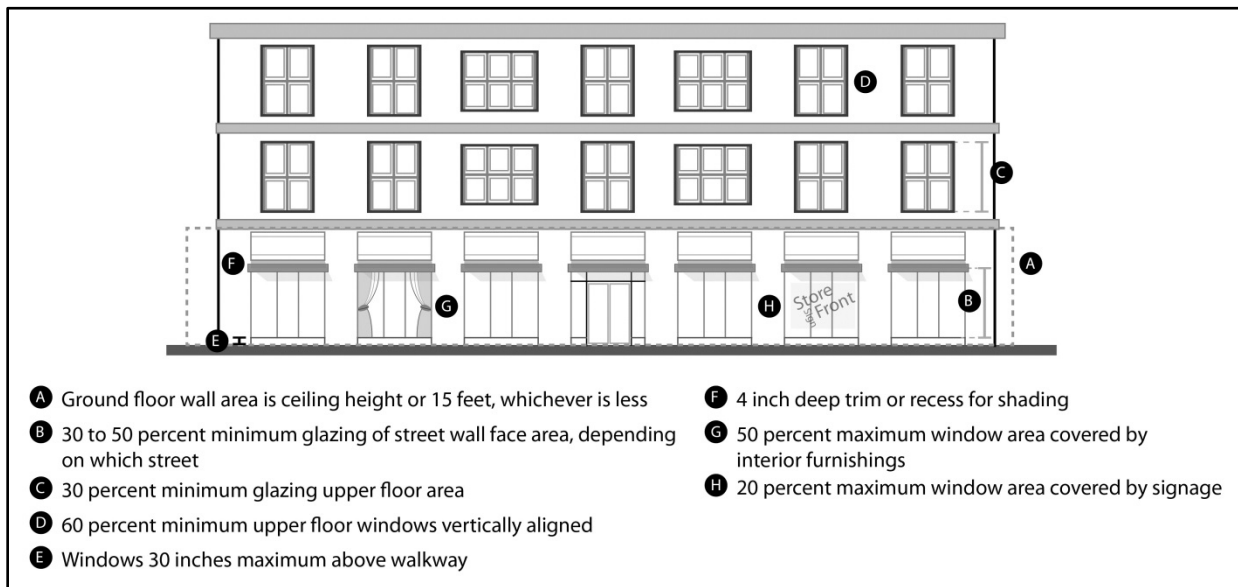 D
C
F
A
G
H
Store
Sign
Front
B
E
A Ground floor wall area is ceiling height or 15 feet, whichever is less
B 30 to 50 percent minimum glazing of street wall face area, depending
on which street
C 30 percent minimum glazing upper floor area
D 60 percent minimum upper floor windows vertically aligned
E Windows 30 inches maximum above walkway
F 4 inch deep trim or recess for shading
G 50 percent maximum window area covered by
interior furnishings
H 20 percent maximum window area covered by signage